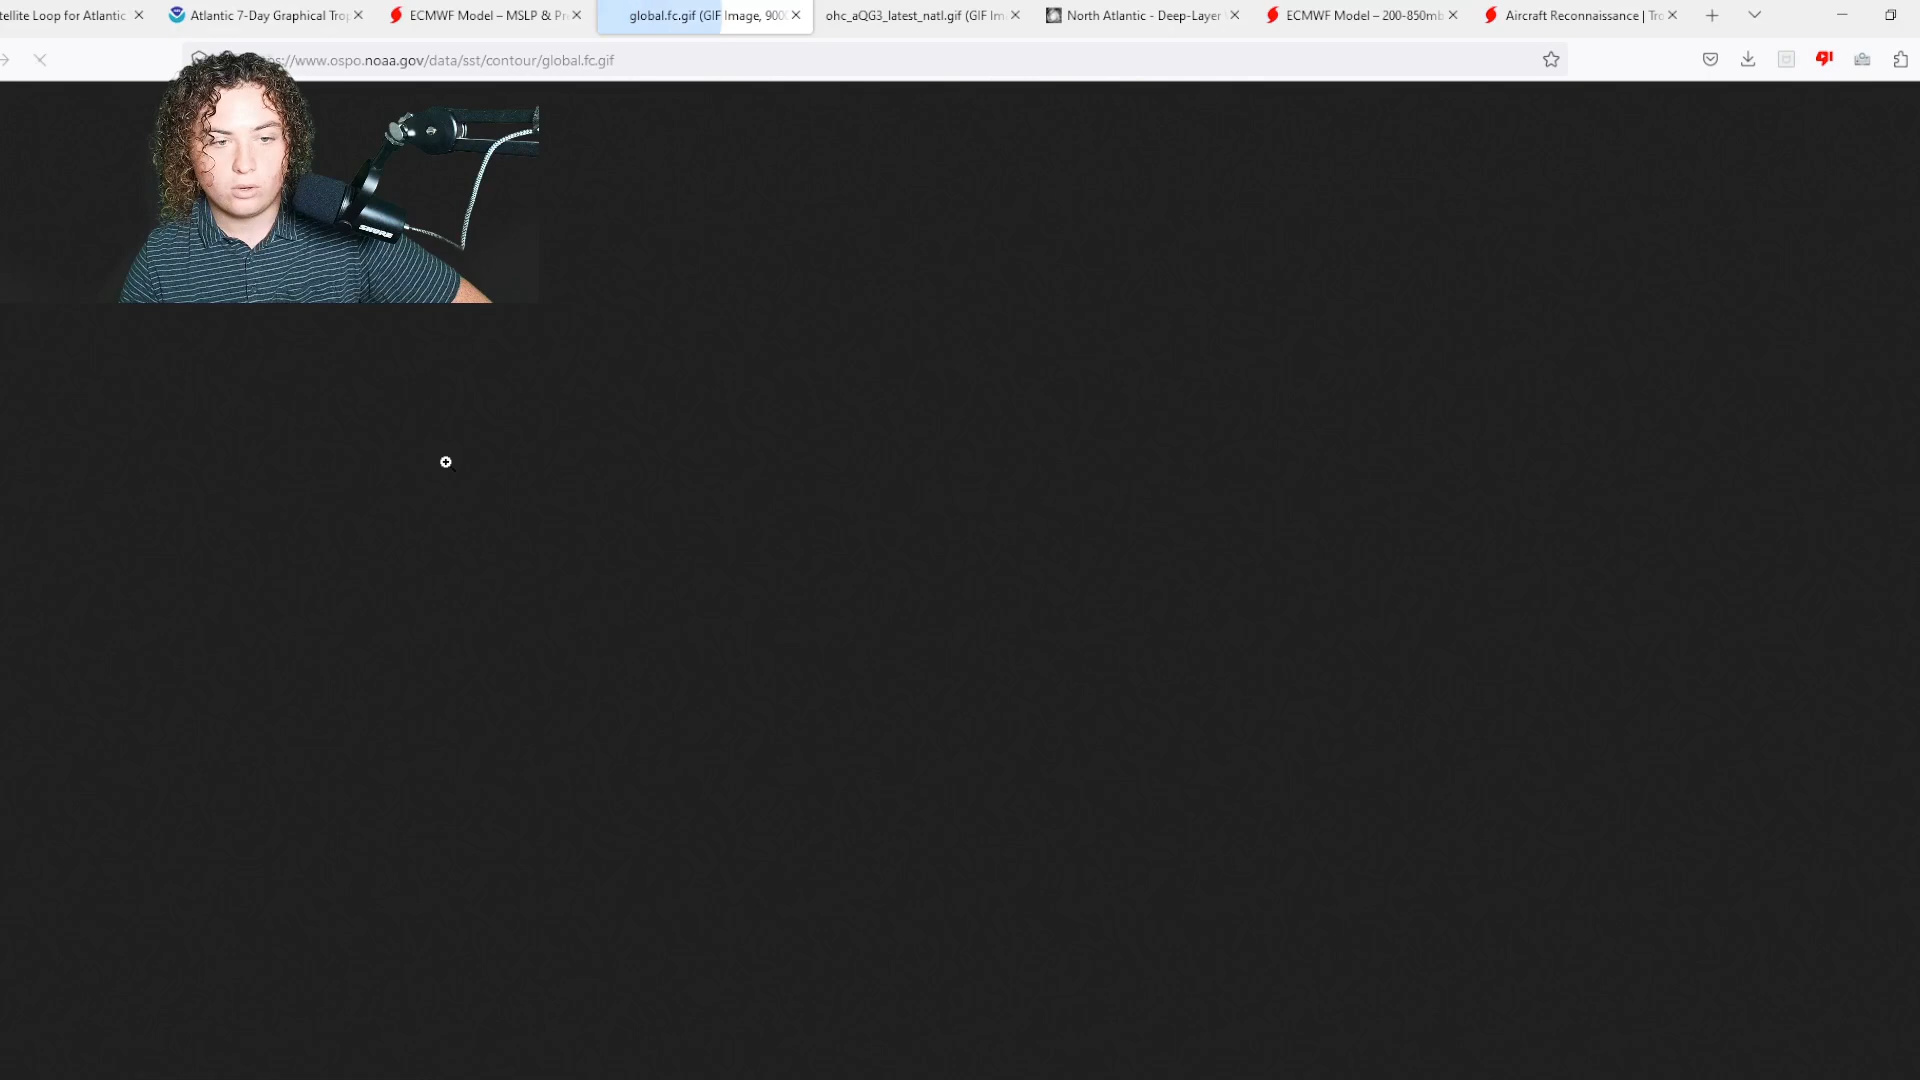 tellite Loop for Atlantic
Atlantic 7-Day Graphical Tro
ECMWF Model – MSLP & Pr
global.fc.gif (GIF Image, 900
ohc_aQG3_latest_natl.gif (GIF Im
North Atlantic - Deep-Layer
ECMWF Model – 200-850mb
Aircraft Reconnaissance | Tro
://www.ospo.noaa.gov/data/sst/contour/global.fc.gif
SHURE